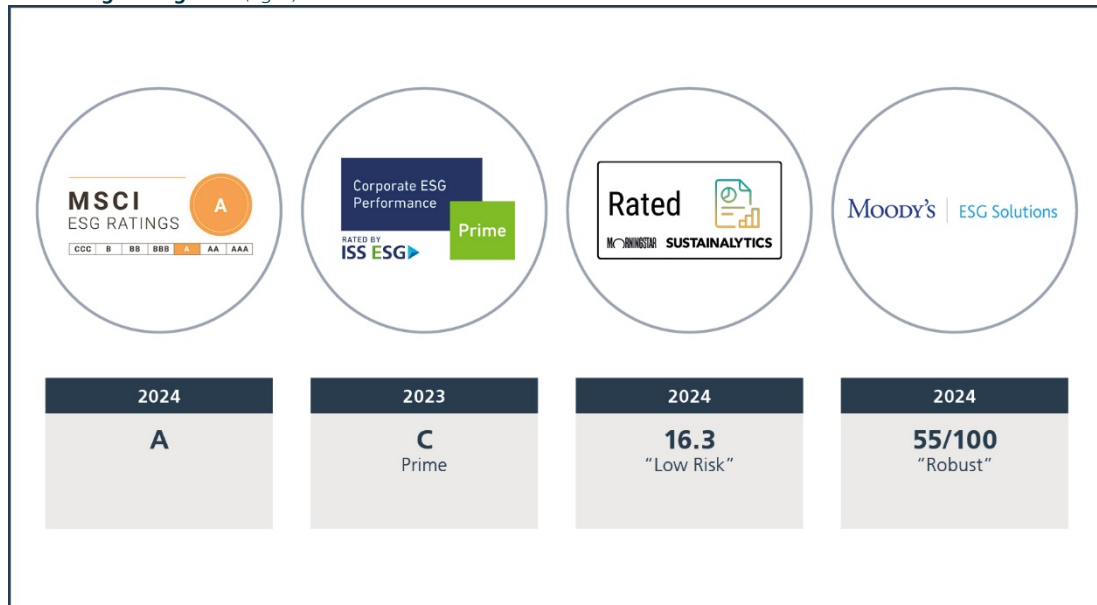 MSCI
ESG RATINGS
A
CCC B BB BBB A AA AAA
Corporate ESG
Performance
Prime
RATED BY
ISS ESG
Rated
MORNINGSTAR SUSTAINALYTICS
MOODY'S | ESG Solutions
2024
A
2023
C
Prime
2024
16.3
“Low Risk”
2024
55/100
“Robust”